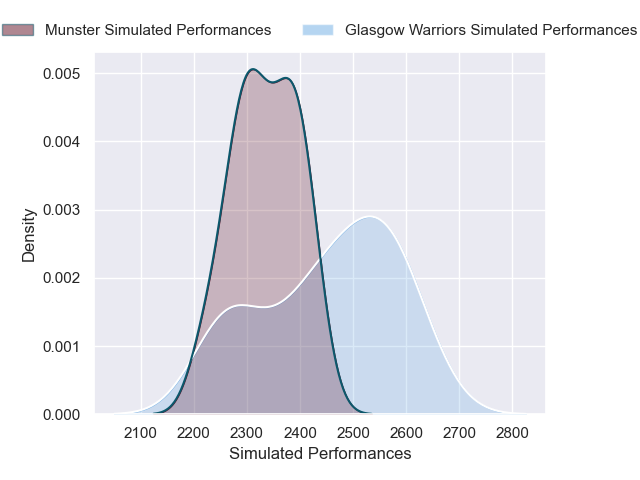 Munster Simulated Performances
Glasgow Warriors Simulated Performances
0.005
0.004
0.003
0.002
0.001
0.000
Density
2100 2200 2300 2400 2500 2600 2700 2800
Simulated Performances